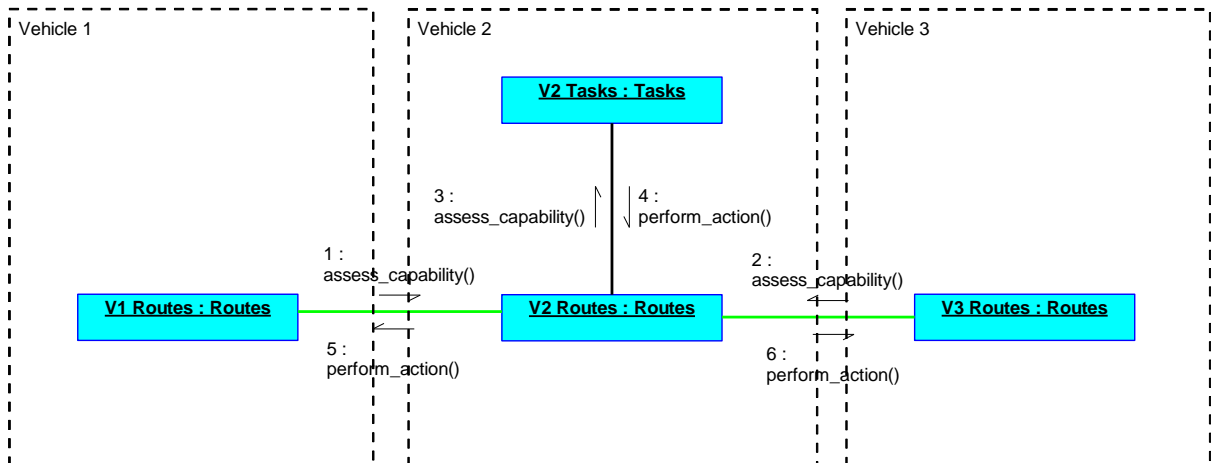 Vehicle 1
Vehicle 2
Vehicle 3
V2 Tasks : Tasks
3 :
assess_capability()
4 :
perform_action()
1 :
assess_capability()
2 :
assess_capability()
V1 Routes : Routes
V2 Routes : Routes
V3 Routes : Routes
5 :
perform_action()
6 :
perform_action()